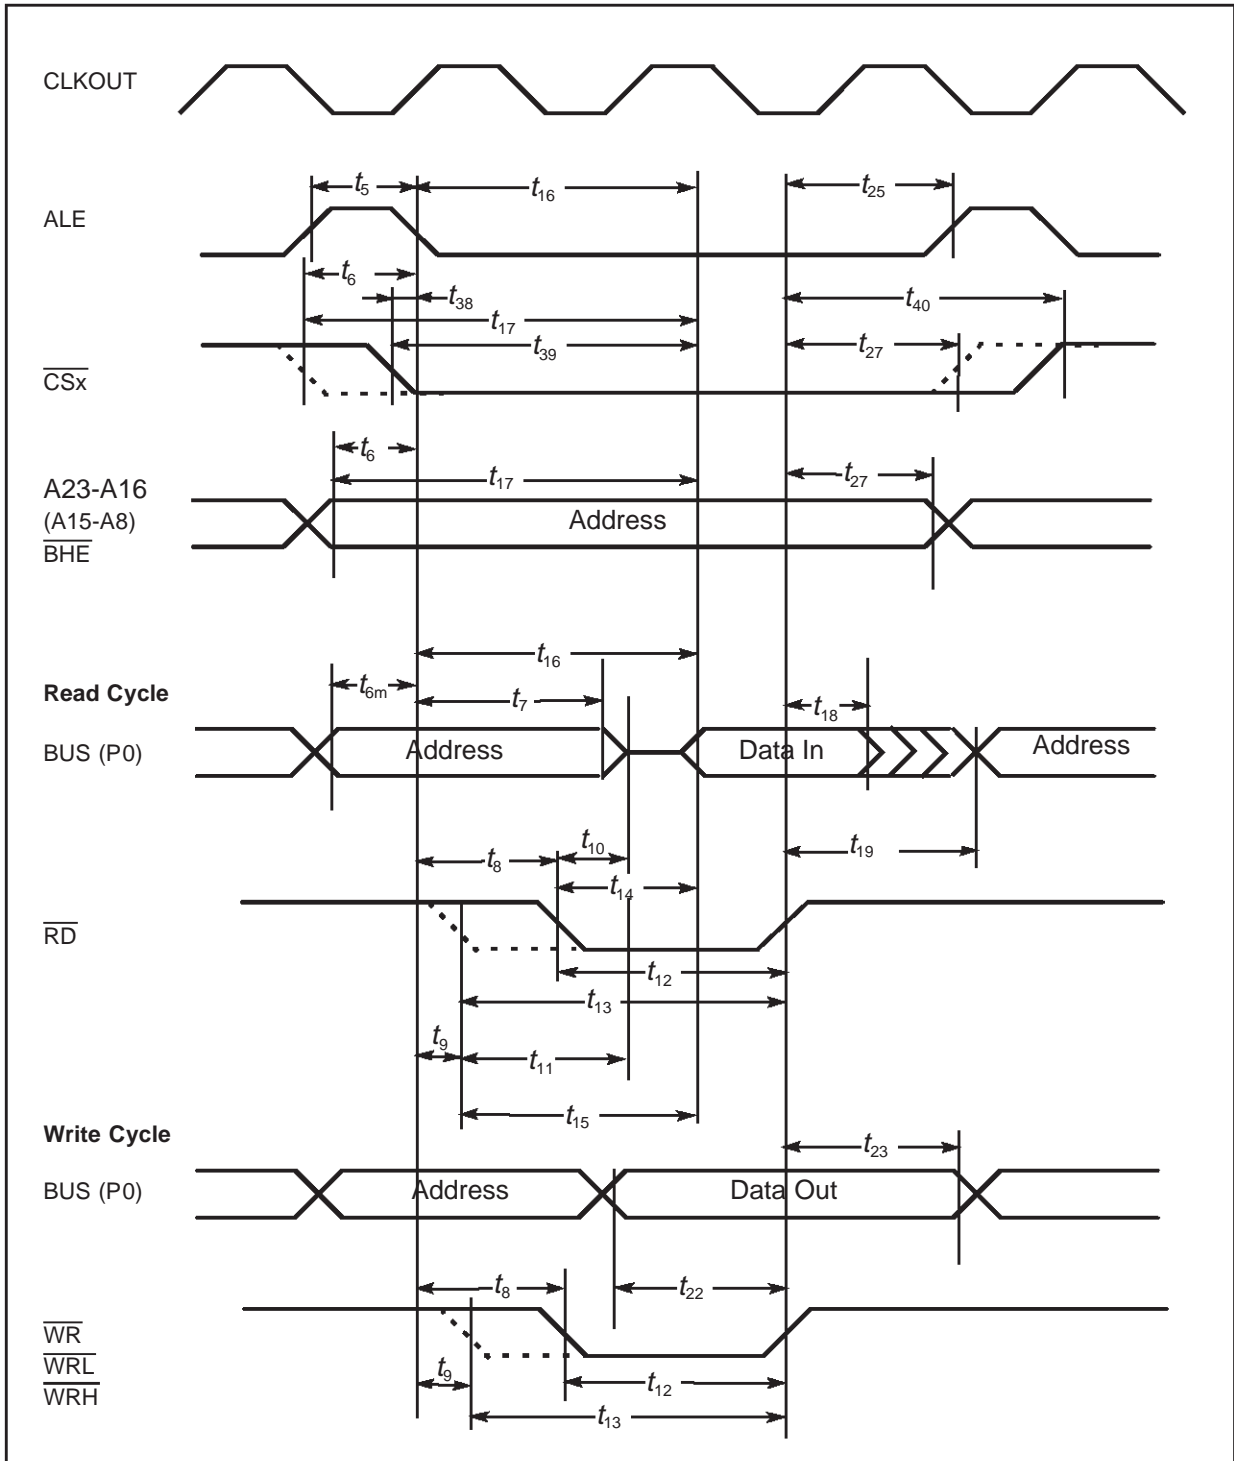 CLKOUT
t5
t16
t25
ALE
t6
t38
t40
t17
t39
t27
CSx
t6
t17
t27
A23-A16
(A15-A8)
BHE
Address
t16
Read Cycle
t6m
t7
t18
BUS (P0)
Address
Data In
Address
t8
t10
t19
t14
RD
t12
t13
t9
t11
t15
Write Cycle
t23
BUS (P0)
Address
Data Out
t8
t22
WR
WRL
WRH
t9
t12
t13